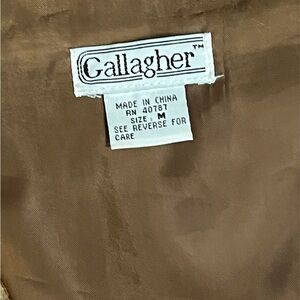 Gallagher™
MADE IN CHINA
RN 40787
SIZE: M
SEE REVERSE FOR
CARE